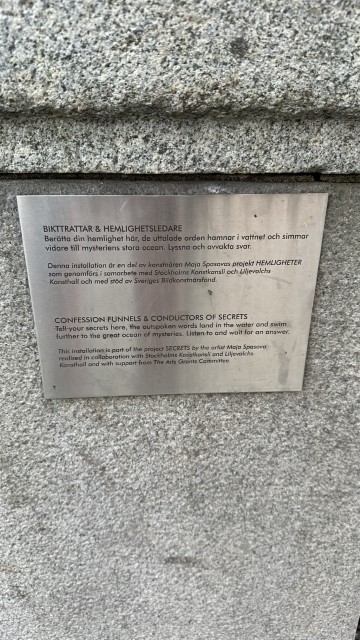 BIKTTRATTAR & HEMLIGHETSLEDARE
Berätta din hemlighet här, de uttalade orden hamnar i vattnet och simmar
vidare till mysteriens stora ocean. Lyssna och avvakta svar.
Denna installation är en del av konstnären Maja Spasovas projekt HEMLIGHETER
som genomförs i samarbete med Stockholms Konstkansli och Liljevalchs
Konsthall och med stöd av Sveriges Bildkonstnärsfond.
CONFESSION FUNNELS & CONDUCTORS OF SECRETS
Tell your secrets here, the outspoken words land in the water and swim
further to the great ocean of mysteries. Listen to and wait for an answer.
This installation is part of the project SECRETS by the artist Maja Spasova
realized in collaboration with Stockholms Konstkansli and Liljevalchs
Konsthall and with support from The Arts Grants Committee.